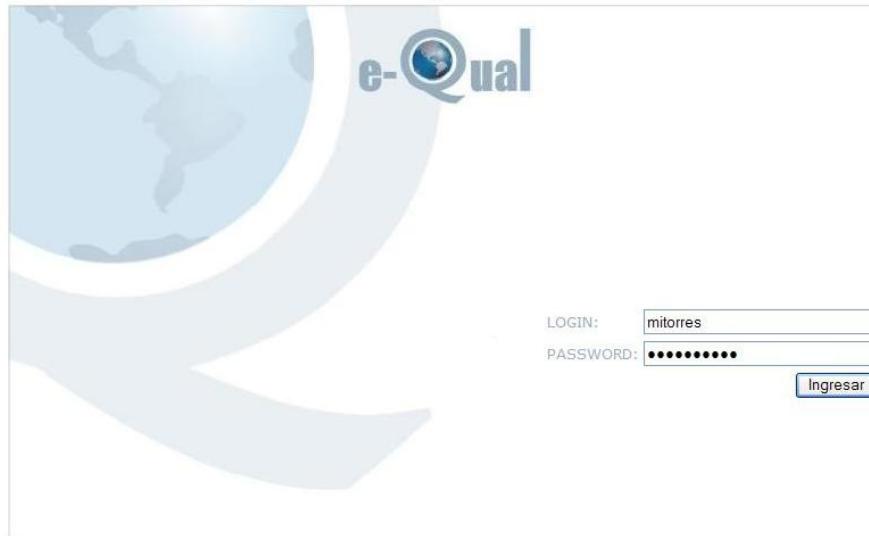 e-Qual
LOGIN: mitorres
PASSWORD: ●●●●●●●●●●
Ingresar